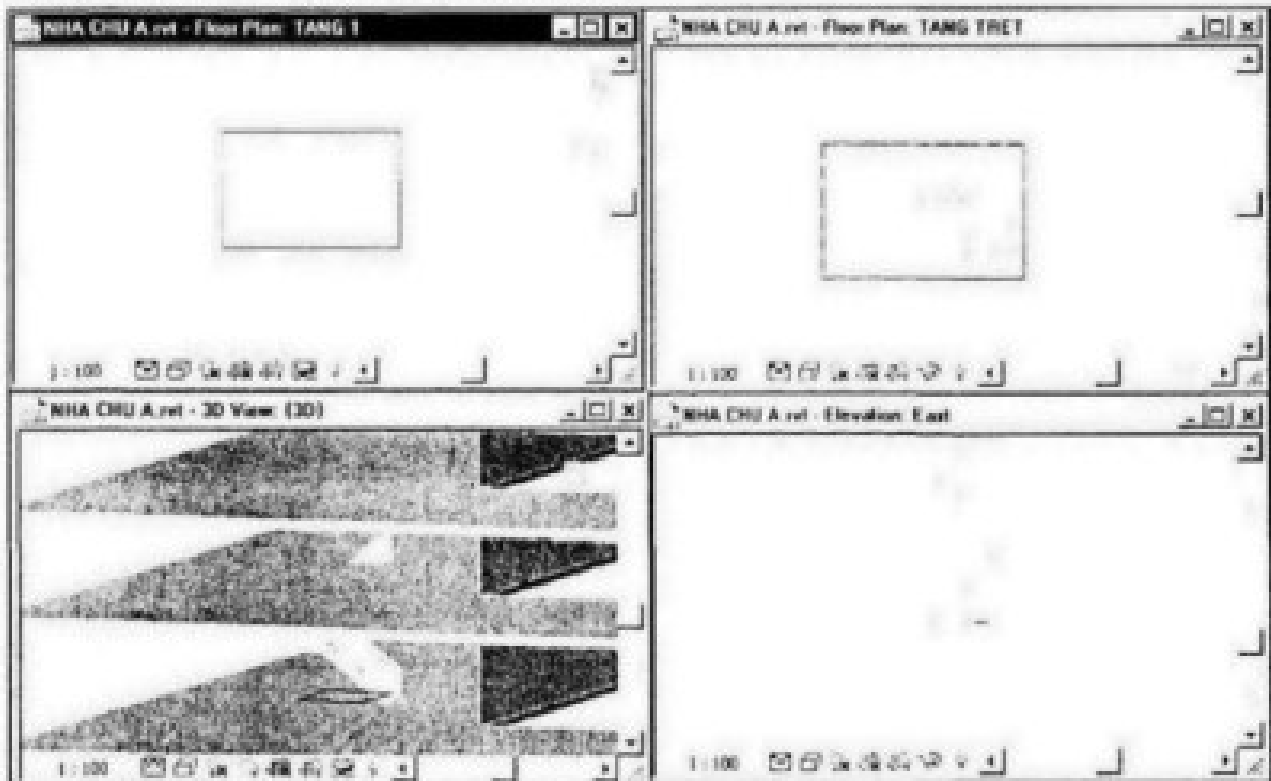 NHA CHU A.rvt - Floor Plan: TANG 1
NHA CHU A.rvt - Floor Plan: TANG TRET
1 : 100
1 : 100
NHA CHU A.rvt - 3D View: {3D}
NHA CHU A.rvt - Elevation: East
1 : 100
1 : 100